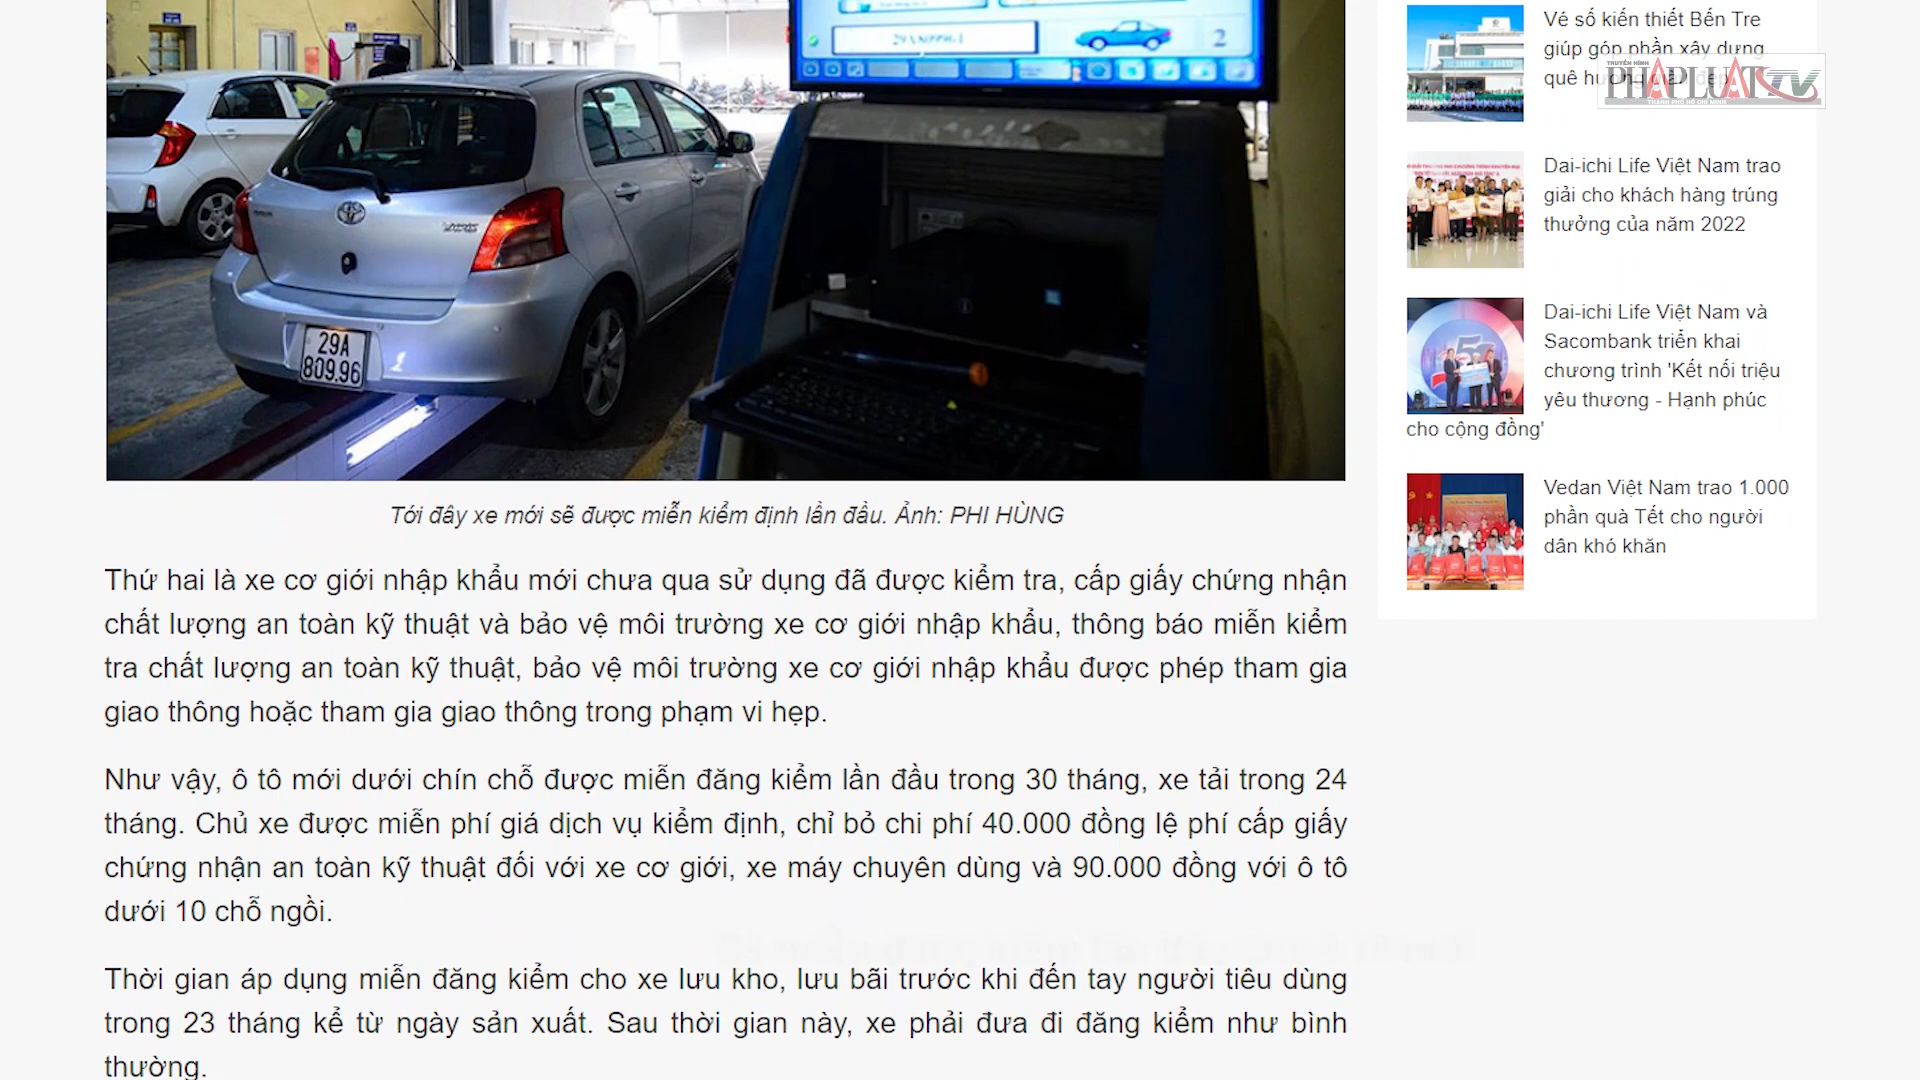 29A
809.96
2
Tới đây xe mới sẽ được miễn kiểm định lần đầu. Ảnh: PHI HÙNG
Thứ hai là xe cơ giới nhập khẩu mới chưa qua sử dụng đã được kiểm tra, cấp giấy chứng nhận
chất lượng an toàn kỹ thuật và bảo vệ môi trường xe cơ giới nhập khẩu, thông báo miễn kiểm
tra chất lượng an toàn kỹ thuật, bảo vệ môi trường xe cơ giới nhập khẩu được phép tham gia
giao thông hoặc tham gia giao thông trong phạm vi hẹp.
Như vậy, ô tô mới dưới chín chỗ được miễn đăng kiểm lần đầu trong 30 tháng, xe tải trong 24
tháng. Chủ xe được miễn phí giá dịch vụ kiểm định, chỉ bỏ chi phí 40.000 đồng lệ phí cấp giấy
chứng nhận an toàn kỹ thuật đối với xe cơ giới, xe máy chuyên dùng và 90.000 đồng với ô tô
dưới 10 chỗ ngồi.
Thời gian áp dụng miễn đăng kiểm cho xe lưu kho, lưu bãi trước khi đến tay người tiêu dùng
trong 23 tháng kể từ ngày sản xuất. Sau thời gian này, xe phải đưa đi đăng kiểm như bình
thường.
Vé số kiến thiết Bến Tre
giúp góp phần xây dựng
quê hương
TRUYỀN HÌNH
PHÁP LUẬT TV
THÀNH PHỐ HỒ CHÍ MINH
Dai-ichi Life Việt Nam trao
giải cho khách hàng trúng
thưởng của năm 2022
Dai-ichi Life Việt Nam và
Sacombank triển khai
chương trình 'Kết nối triệu
yêu thương - Hạnh phúc
cho cộng đồng'
Vedan Việt Nam trao 1.000
phần quà Tết cho người
dân khó khăn